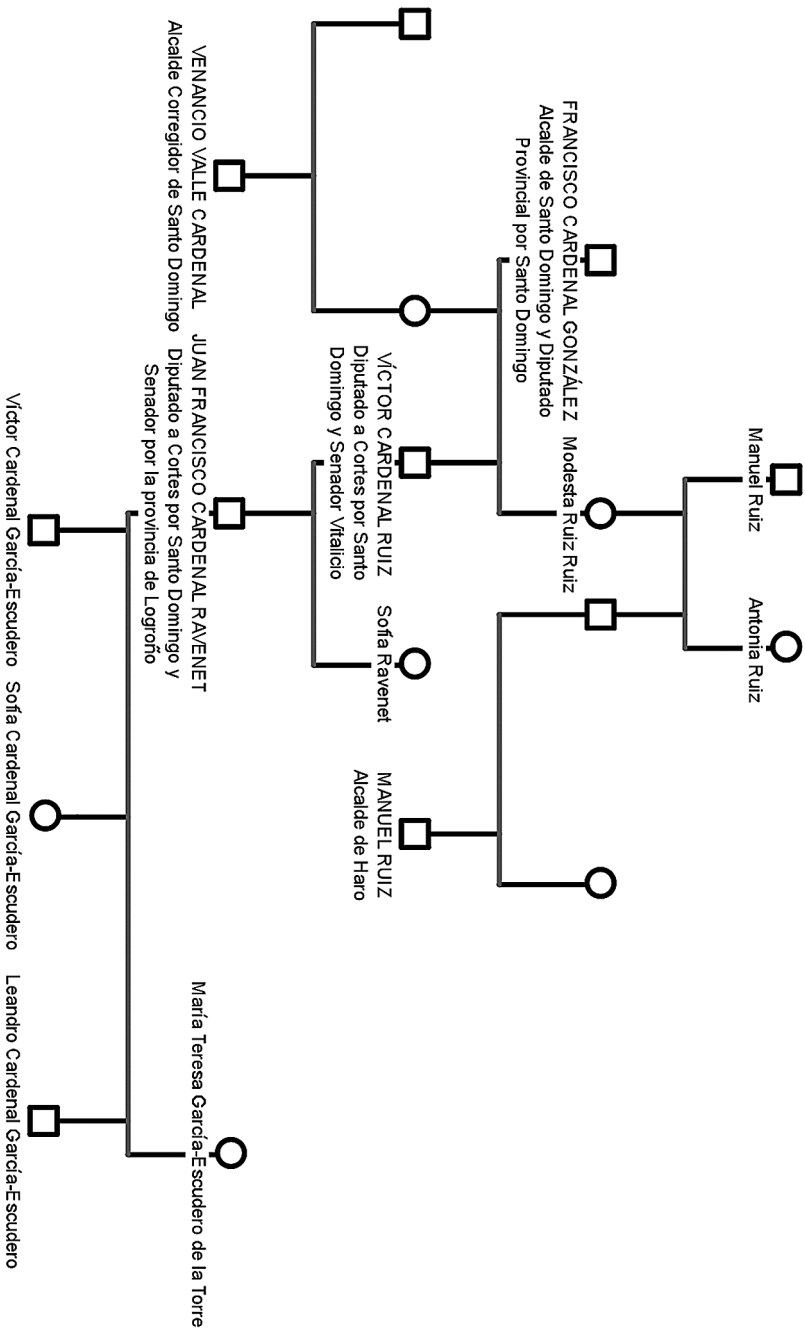 Manuel Ruiz
Antonia Ruiz
FRANCISCO CARDENAL GONZÁLEZ
Alcalde de Santo Domingo y Diputado
Provincial por Santo Domingo
Modesta Ruiz Ruiz
VÍCTOR CARDENAL RUIZ
Diputado a Cortes por Santo
Domingo y Senador Vitalicio
Sofía Ravenet
MANUEL RUIZ
Alcalde de Haro
VENANCIO VALLE CARDENAL
Alcalde Corregidor de Santo Domingo
JUAN FRANCISCO CARDENAL RAVENET
Diputado a Cortes por Santo Domingo y
Senador por la provincia de Logroño
María Teresa García-Escudero de la Torre
Víctor Cardenal García-Escudero
Sofía Cardenal García-Escudero
Leandro Cardenal García-Escudero